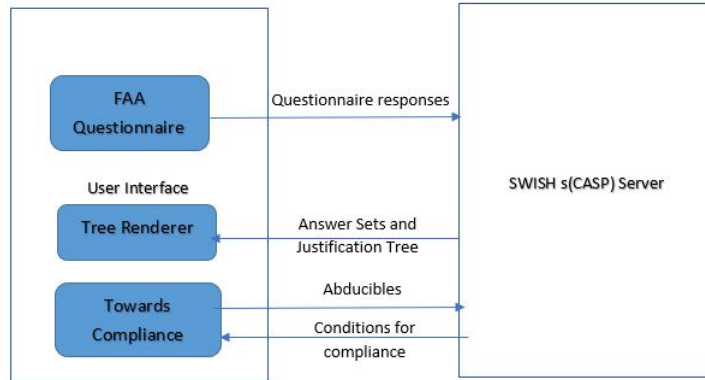 FAA
Questionnaire
Questionnaire responses
User Interface
SWISH s(CASP) Server
Tree Renderer
Answer Sets and
Justification Tree
Towards
Compliance
Abducibles
Conditions for
compliance